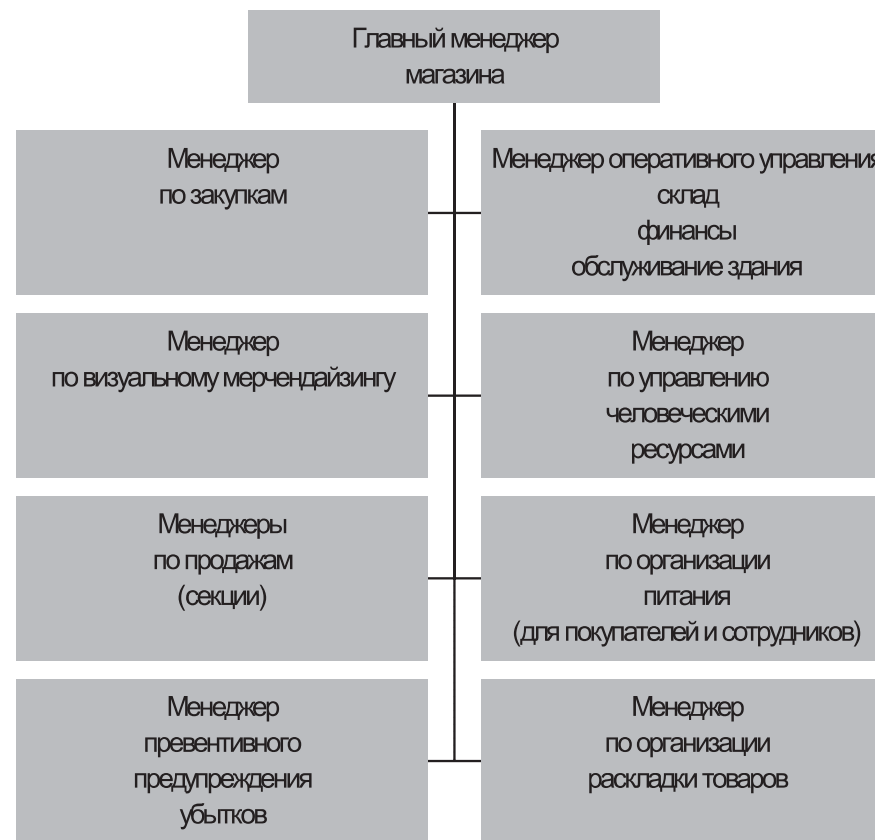 Главный менеджер
магазина
Менеджер
по закупкам
Менеджер оперативного управления
склад
финансы
обслуживание здания
Менеджер
по визуальному мерчендайзингу
Менеджер
по управлению
человеческими
ресурсами
Менеджеры
по продажам
(секции)
Менеджер
по организации
питания
(для покупателей и сотрудников)
Менеджер
превентивного
предупреждения
убытков
Менеджер
по организации
раскладки товаров